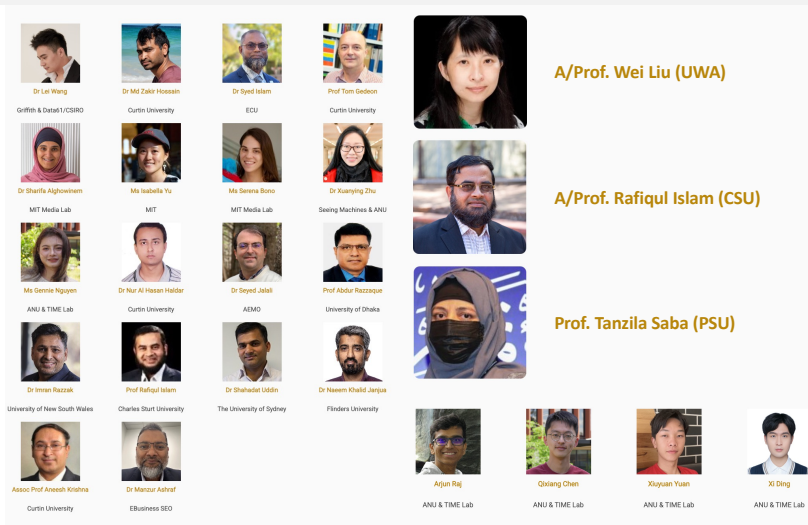 Dr Lei Wang
Griffith & Data61/CSIRO
Dr Md Zakir Hossain
Curtin University
Dr Syed Islam
ECU
Prof Tom Gedeon
Curtin University
Dr Sharifa Alghowinem
MIT Media Lab
Ms Isabella Yu
MIT
Ms Serena Bono
MIT Media Lab
Dr Xuanying Zhu
Seeing Machines & ANU
Ms Gennie Nguyen
ANU & TIME Lab
Dr Nur Al Hasan Haldar
Curtin University
Dr Seyed Jalali
AEMO
Prof Abdur Razzaque
University of Dhaka
Dr Imran Razzak
University of New South Wales
Prof Rafiqul Islam
Charles Sturt University
Dr Shahadat Uddin
The University of Sydney
Dr Naeem Khalid Janjua
Flinders University
Assoc Prof Aneesh Krishna
Curtin University
Dr Manzur Ashraf
EBusiness SEO
A/Prof. Wei Liu (UWA)
A/Prof. Rafiqul Islam (CSU)
Prof. Tanzila Saba (PSU)
Arjun Raj
ANU & TIME Lab
Qixiang Chen
ANU & TIME Lab
Xiuyuan Yuan
ANU & TIME Lab
Xi Ding
ANU & TIME Lab